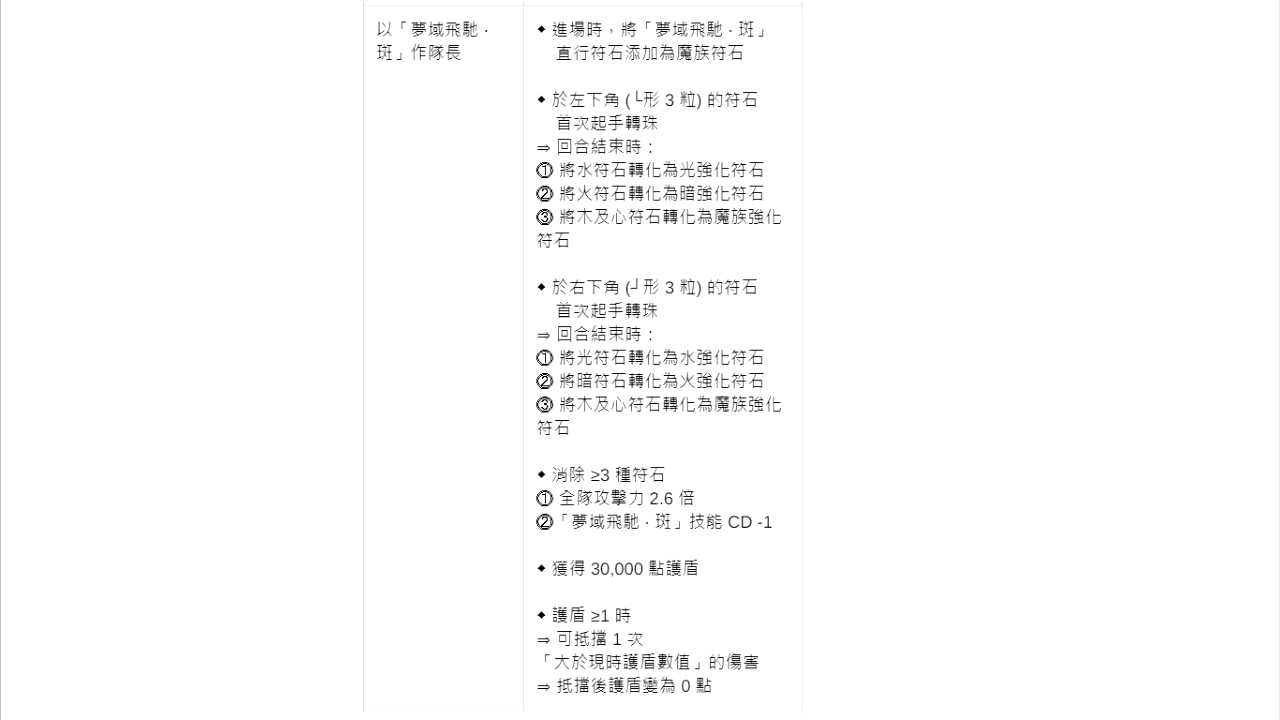 以「夢域飛馳 ‧
斑」作隊長
◆ 進場時，將「夢域飛馳 ‧ 斑」
直行符石添加為魔族符石
◆ 於左下角 (└形 3 粒) 的符石
首次起手轉珠
⇒ 回合結束時：
① 將水符石轉化為光強化符石
② 將火符石轉化為暗強化符石
③ 將木及心符石轉化為魔族強化
符石
◆ 於右下角 (┘形 3 粒) 的符石
首次起手轉珠
⇒ 回合結束時：
① 將光符石轉化為水強化符石
② 將暗符石轉化為火強化符石
③ 將木及心符石轉化為魔族強化
符石
◆ 消除 ≥3 種符石
① 全隊攻擊力 2.6 倍
②「夢域飛馳 ‧ 斑」技能 CD -1
◆ 獲得 30,000 點護盾
◆ 護盾 ≥1 時
⇒ 可抵擋 1 次
「大於現時護盾數值」的傷害
⇒ 抵擋後護盾變為 0 點